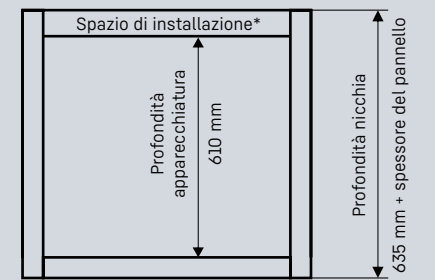 Spazio di installazione*
Profondità
apparecchiatura
610 mm
Profondità nicchia
635 mm + spessore del pannello